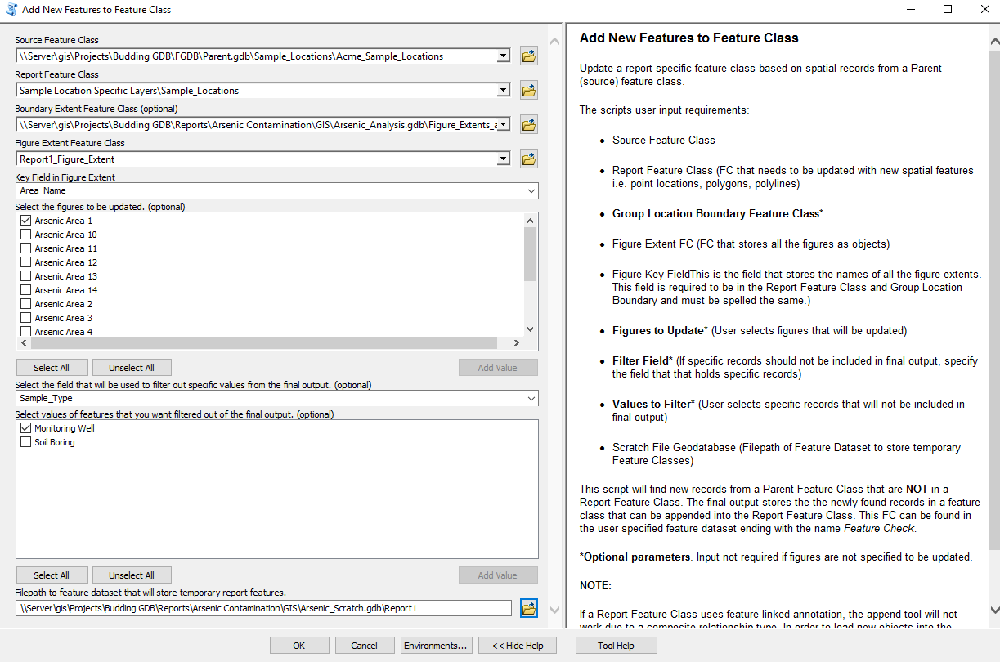 Add New Features to Feature Class
Source Feature Class
\\Server\gis\Projects\Budding GDB\FGDB\Parent.gdb\Sample_Locations\Acme_Sample_Locations
Report Feature Class
Sample Location Specific Layers\Sample_Locations
Boundary Extent Feature Class (optional)
\\Server\gis\Projects\Budding GDB\Reports\Arsenic Contamination\GIS\Arsenic_Analysis.gdb\Figure_Extents_a
Figure Extent Feature Class
Report1_Figure_Extent
Key Field in Figure Extent
Area_Name
Select the figures to be updated. (optional)
Arsenic Area 1
Arsenic Area 10
Arsenic Area 11
Arsenic Area 12
Arsenic Area 13
Arsenic Area 14
Arsenic Area 2
Arsenic Area 3
Arsenic Area 4
Select All Unselect All Add Value
Select the field that will be used to filter out specific values from the final output. (optional)
Sample_Type
Select values of features that you want filtered out of the final output. (optional)
Monitoring Well
Soil Boring
Select All Unselect All Add Value
Filepath to feature dataset that will store temporary report features.
\\Server\gis\Projects\Budding GDB\Reports\Arsenic Contamination\GIS\Arsenic_Scratch.gdb\Report1
Add New Features to Feature Class
Update a report specific feature class based on spatial records from a Parent
(source) feature class.
The scripts user input requirements:
• Source Feature Class
• Report Feature Class (FC that needs to be updated with new spatial features
i.e. point locations, polygons, polylines)
• Group Location Boundary Feature Class*
• Figure Extent FC (FC that stores all the figures as objects)
• Figure Key FieldThis is the field that stores the names of all the figure extents.
This field is required to be in the Report Feature Class and Group Location
Boundary and must be spelled the same.)
• Figures to Update* (User selects figures that will be updated)
• Filter Field* (If specific records should not be included in final output, specify
the field that that holds specific records)
• Values to Filter* (User selects specific records that will not be included in
final output)
• Scratch File Geodatabase (Filepath of Feature Dataset to store temporary
Feature Classes)
This script will find new records from a Parent Feature Class that are NOT in a
Report Feature Class. The final output stores the the newly found records in a feature
class that can be appended into the Report Feature Class. This FC can be found in
the user specified feature dataset ending with the name Feature Check.
*Optional parameters. Input not required if figures are not specified to be updated.
NOTE:
If a Report Feature Class uses feature linked annotation, the append tool will not
work due to a composite relationship type. In order to load new objects into the
OK Cancel Environments... << Hide Help Tool Help